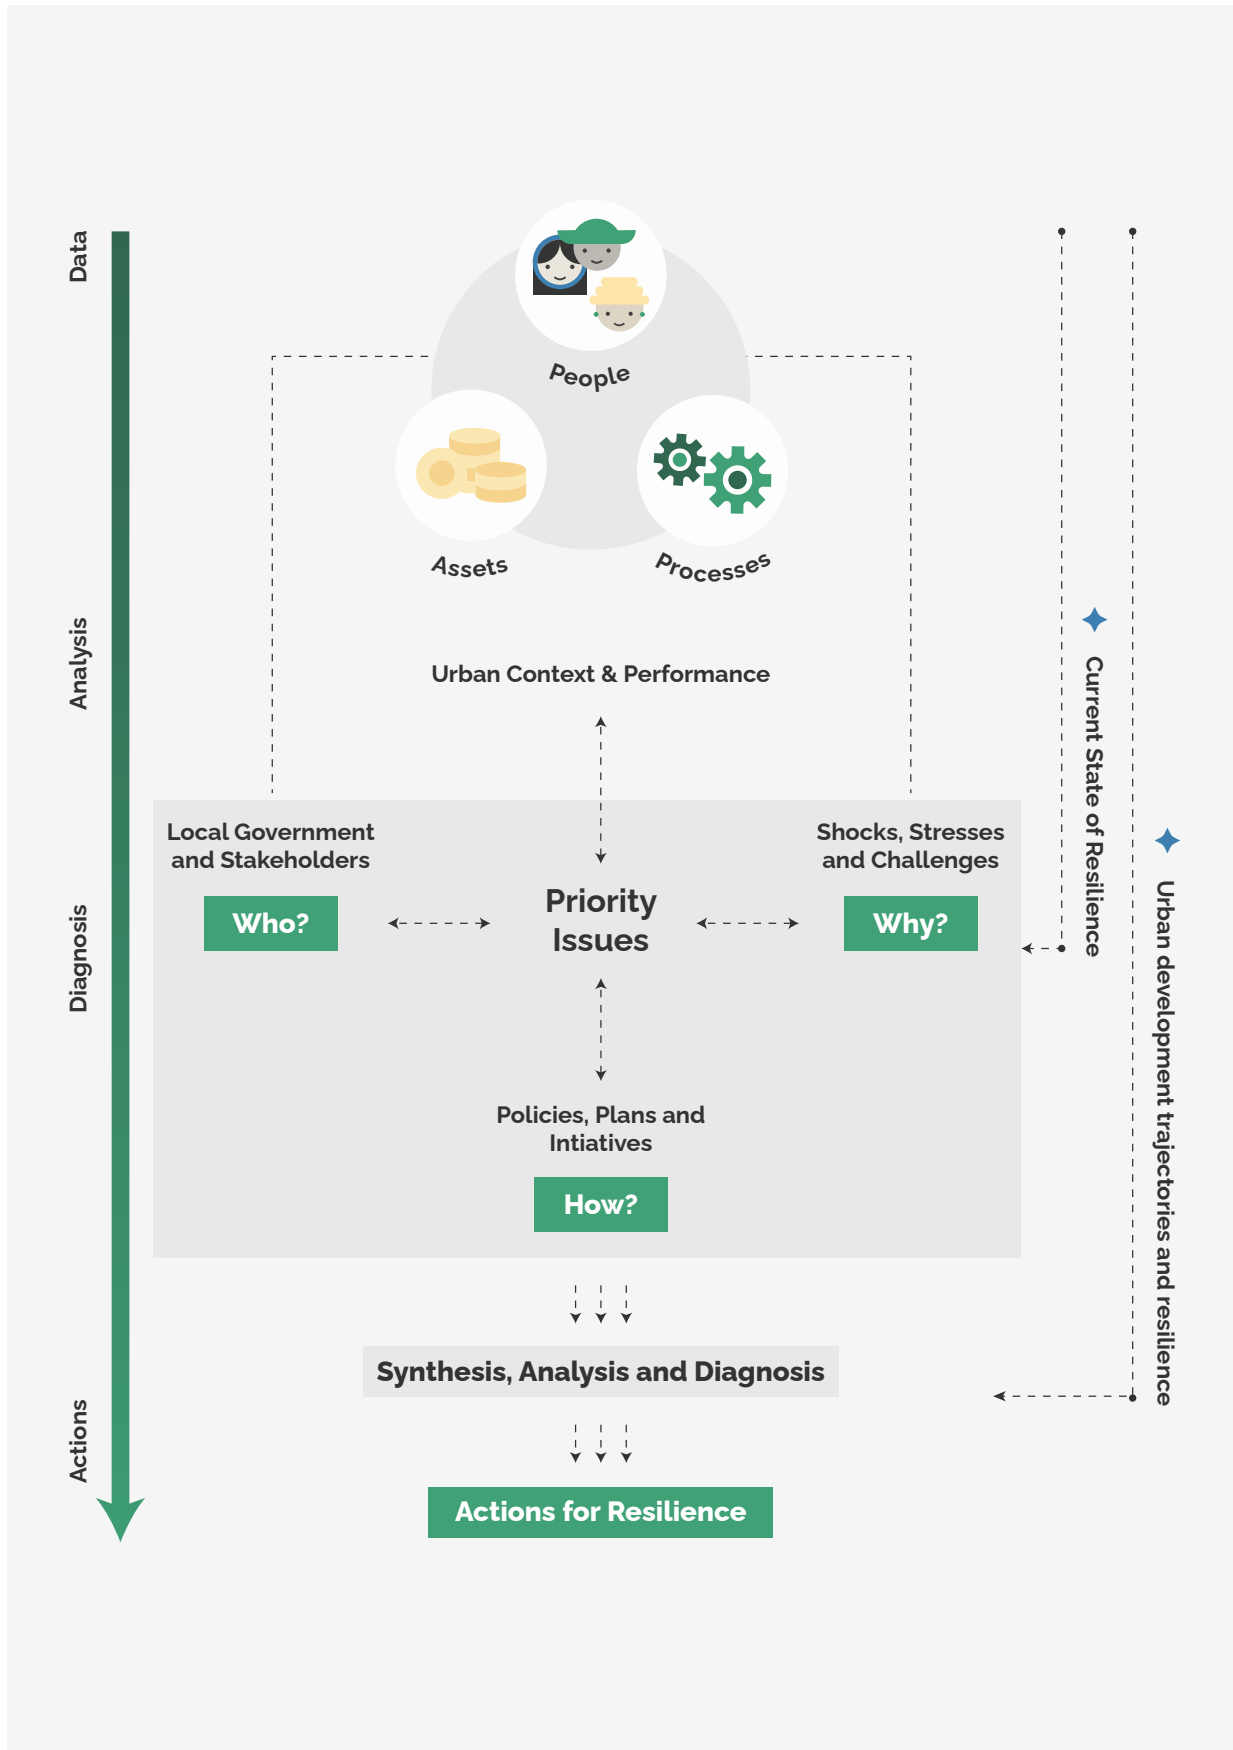 Data
People
Assets
Processes
Analysis
Urban Context & Performance
Current State of Resilience
Urban development trajectories and resilience
Local Government
and Stakeholders
Who?
Shocks, Stresses
and Challenges
Why?
Priority
Issues
Diagnosis
Policies, Plans and
Intiatives
How?
Synthesis, Analysis and Diagnosis
Actions
Actions for Resilience